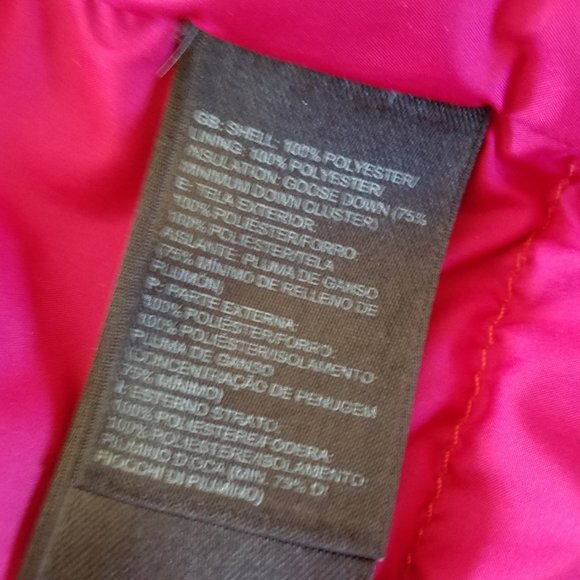 GB: SHELL: 100% POLYESTER/
LINING: 100% POLYESTER/
INSULATION: GOOSE DOWN (75%
MINIMUM DOWN CLUSTER)
E: TELA EXTERIOR:
100% POLIESTER/FORRO:
100% POLIESTER/TELA
AISLANTE: PLUMA DE GANSO
(75% MÍNIMO DE RELLENO DE
PLUMÓN)
P: PARTE EXTERNA:
100% POLIÉSTER/FORRO:
100% POLIÉSTER/ISOLAMENTO:
PLUMA DE GANSO
(CONCENTRAÇÃO DE PENUGEM
75% MÍNIMO)
I: ESTERNO STRATO:
100% POLIESTERE/FODERA:
100% POLIESTERE/ISOLAMENTO:
PIUMINO D'OCA (MIN. 75% DI
FIOCCHI DI PIUMINO)